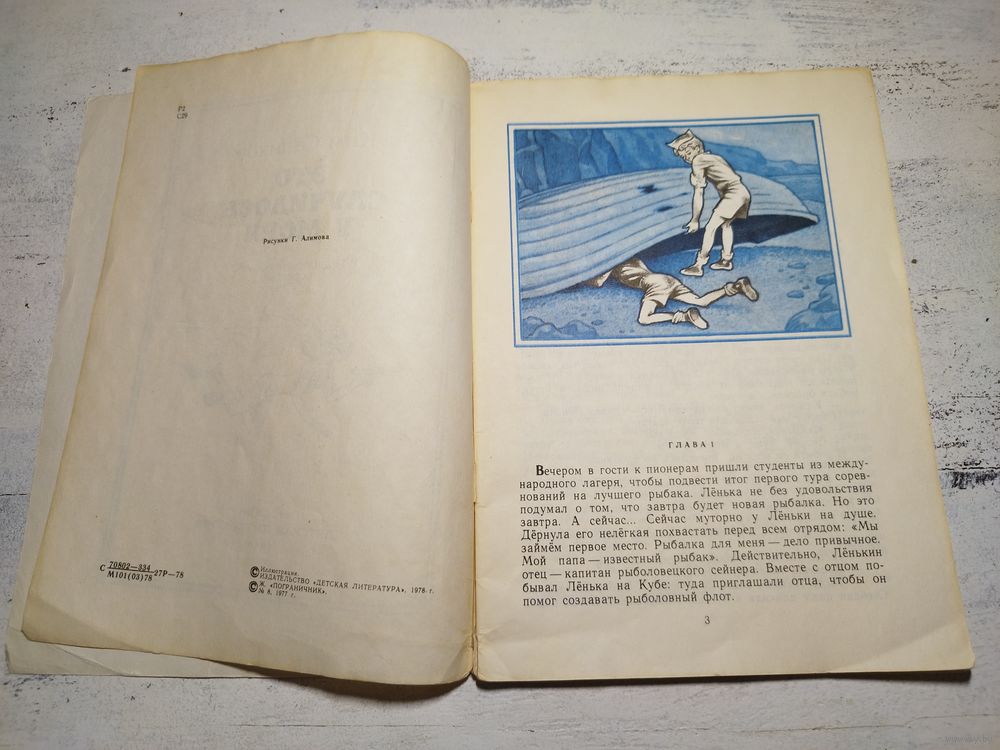 Р2
С29
Рисунки Г. Алимова
С 70802—334 27Р—78
М101(03)78
© Иллюстрации.
ИЗДАТЕЛЬСТВО «ДЕТСКАЯ ЛИТЕРАТУРА», 1978 г.
© Ж. «ПОГРАНИЧНИК»,
№ 8, 1977 г.
ГЛАВА 1
Вечером в гости к пионерам пришли студенты из между-
народного лагеря, чтобы подвести итог первого тура сорев-
нований на лучшего рыбака. Лёнька не без удовольствия
подумал о том, что завтра будет новая рыбалка. Но это
завтра. А сейчас... Сейчас муторно у Лёньки на душе.
Дёрнула его нелёгкая похвастать перед всем отрядом: «Мы
займём первое место. Рыбалка для меня — дело привычное.
Мой папа — известный рыбак». Действительно, Лёнькин
отец — капитан рыболовецкого сейнера. Вместе с отцом по-
бывал Лёнька на Кубе: туда приглашали отца, чтобы он
помог создавать рыболовный флот.
3